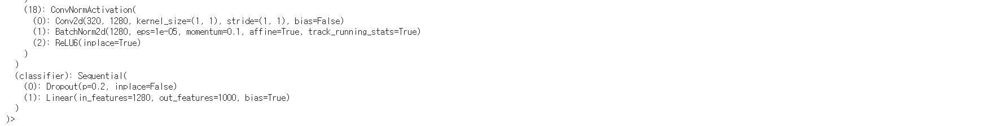 )
(18): ConvNormActivation(
(0): Conv2d(320, 1280, kernel_size=(1, 1), stride=(1, 1), bias=False)
(1): BatchNorm2d(1280, eps=1e-05, momentum=0.1, affine=True, track_running_stats=True)
(2): ReLU6(inplace=True)
)
)
(classifier): Sequential(
(0): Dropout(p=0.2, inplace=False)
(1): Linear(in_features=1280, out_features=1000, bias=True)
)
)>